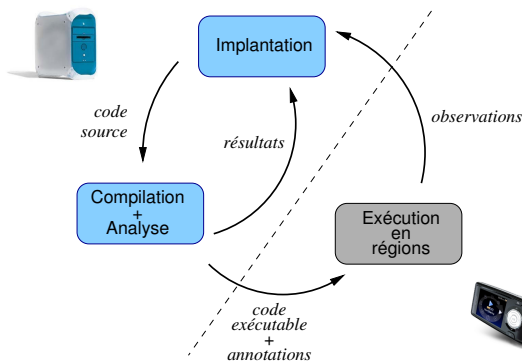 Implantation
code
source
résultats
observations
Compilation
+
Analyse
Exécution
en
régions
code
exécutable
+
annotations